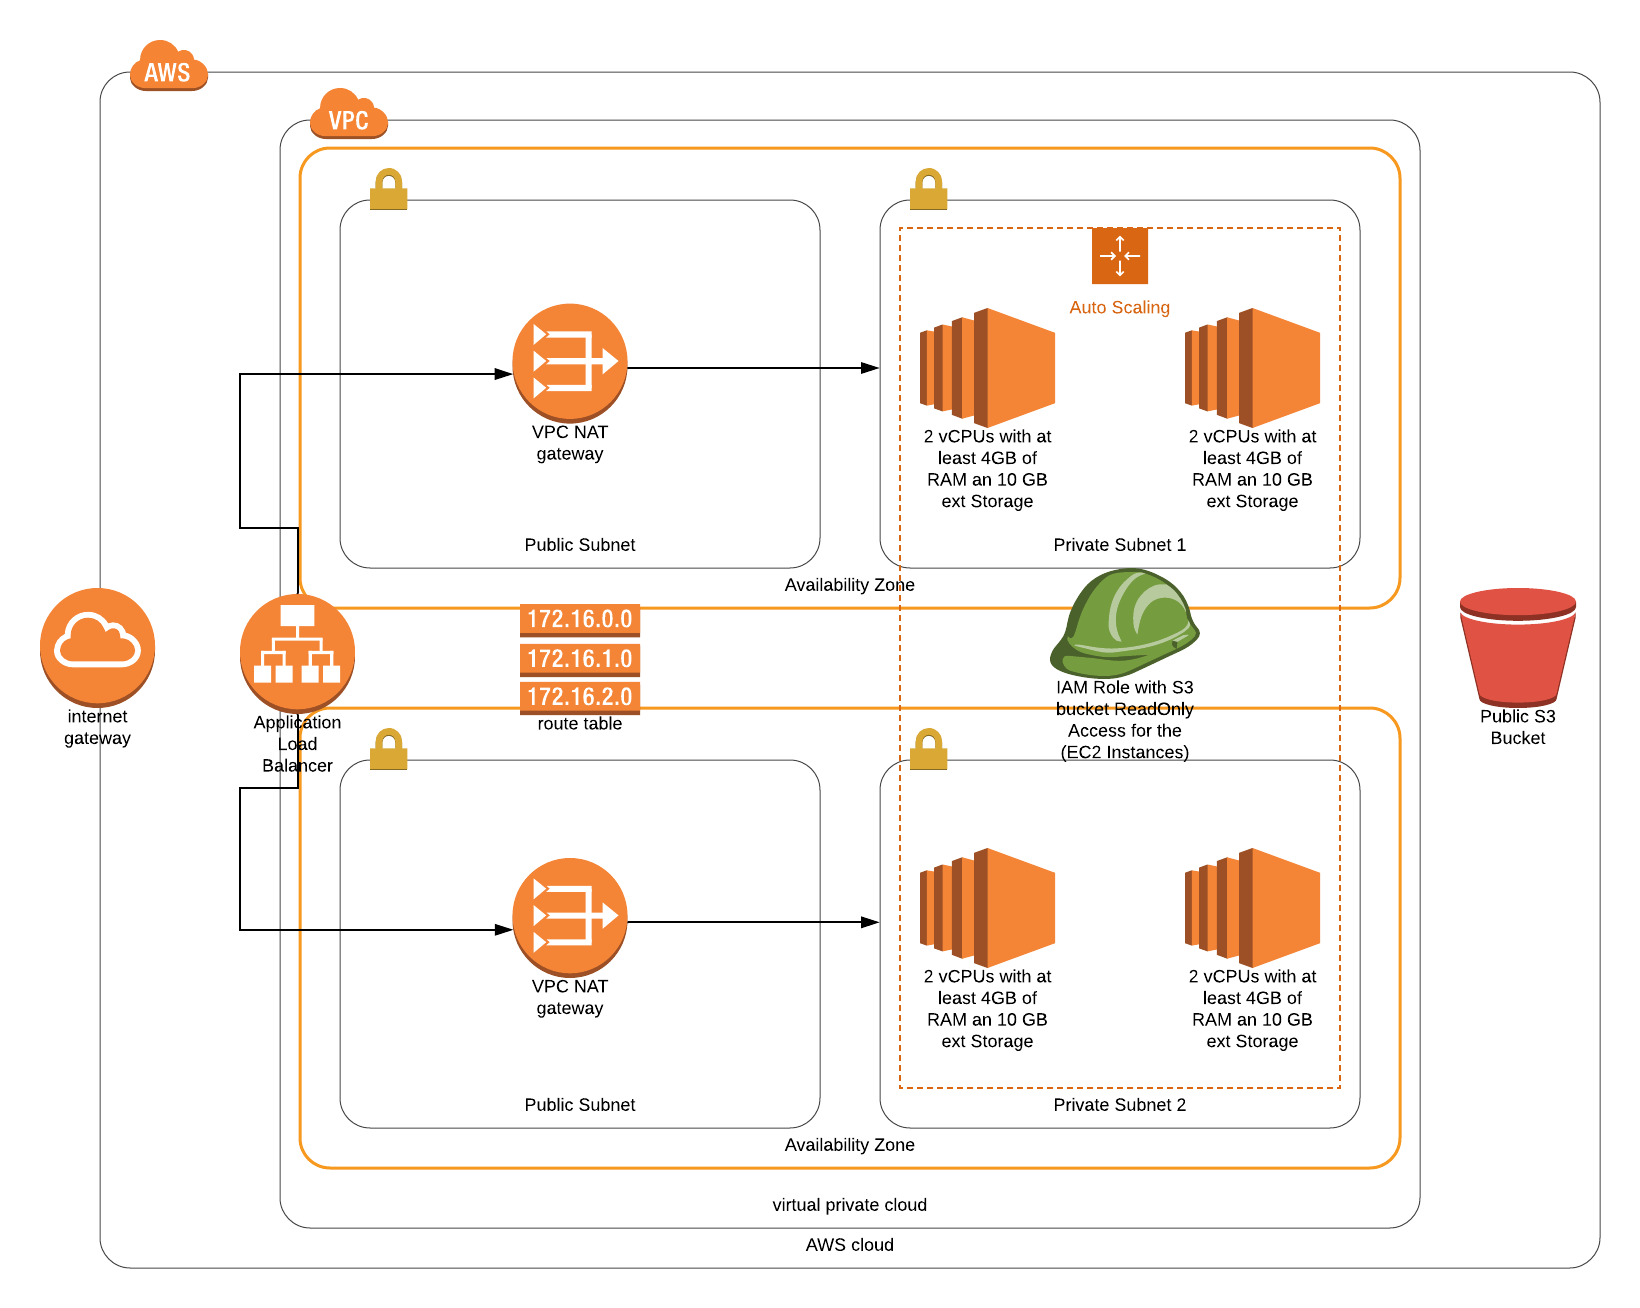 AWS
VPC
Auto Scaling
VPC NAT
gateway
2 vCPUs with at
least 4GB of
RAM an 10 GB
ext Storage
2 vCPUs with at
least 4GB of
RAM an 10 GB
ext Storage
Public Subnet
Private Subnet 1
Availability Zone
172.16.0.0
172.16.1.0
172.16.2.0
route table
internet
gateway
Application
Load
Balancer
IAM Role with S3
bucket ReadOnly
Access for the
(EC2 Instances)
Public S3
Bucket
VPC NAT
gateway
2 vCPUs with at
least 4GB of
RAM an 10 GB
ext Storage
2 vCPUs with at
least 4GB of
RAM an 10 GB
ext Storage
Public Subnet
Private Subnet 2
Availability Zone
virtual private cloud
AWS cloud